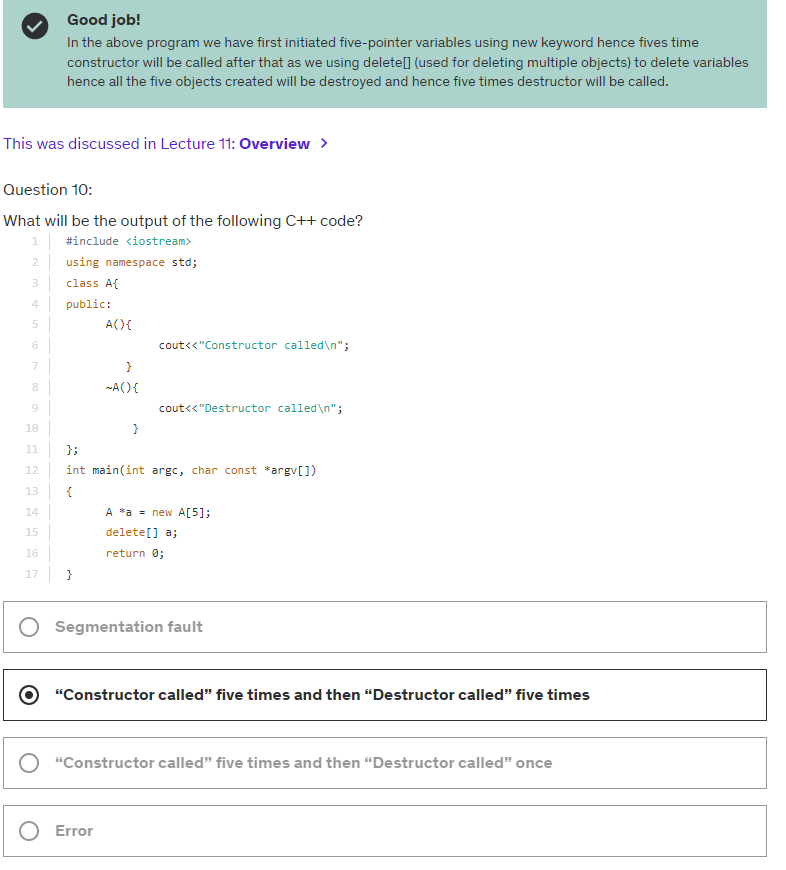 Good job!
In the above program we have first initiated five-pointer variables using new keyword hence fives time
constructor will be called after that as we using delete[] (used for deleting multiple objects) to delete variables
hence all the five objects created will be destroyed and hence five times destructor will be called.
This was discussed in Lecture 11: Overview >
Question 10:
What will be the output of the following C++ code?
1 #include <iostream>
2 using namespace std;
3 class A{
4 public:
5 A(){
6 cout<<"Constructor called\n";
7 }
8 ~A(){
9 cout<<"Destructor called\n";
10 }
11 };
12 int main(int argc, char const *argv[])
13 {
14 A *a = new A[5];
15 delete[] a;
16 return 0;
17 }
Segmentation fault
“Constructor called” five times and then “Destructor called” five times
“Constructor called” five times and then “Destructor called” once
Error